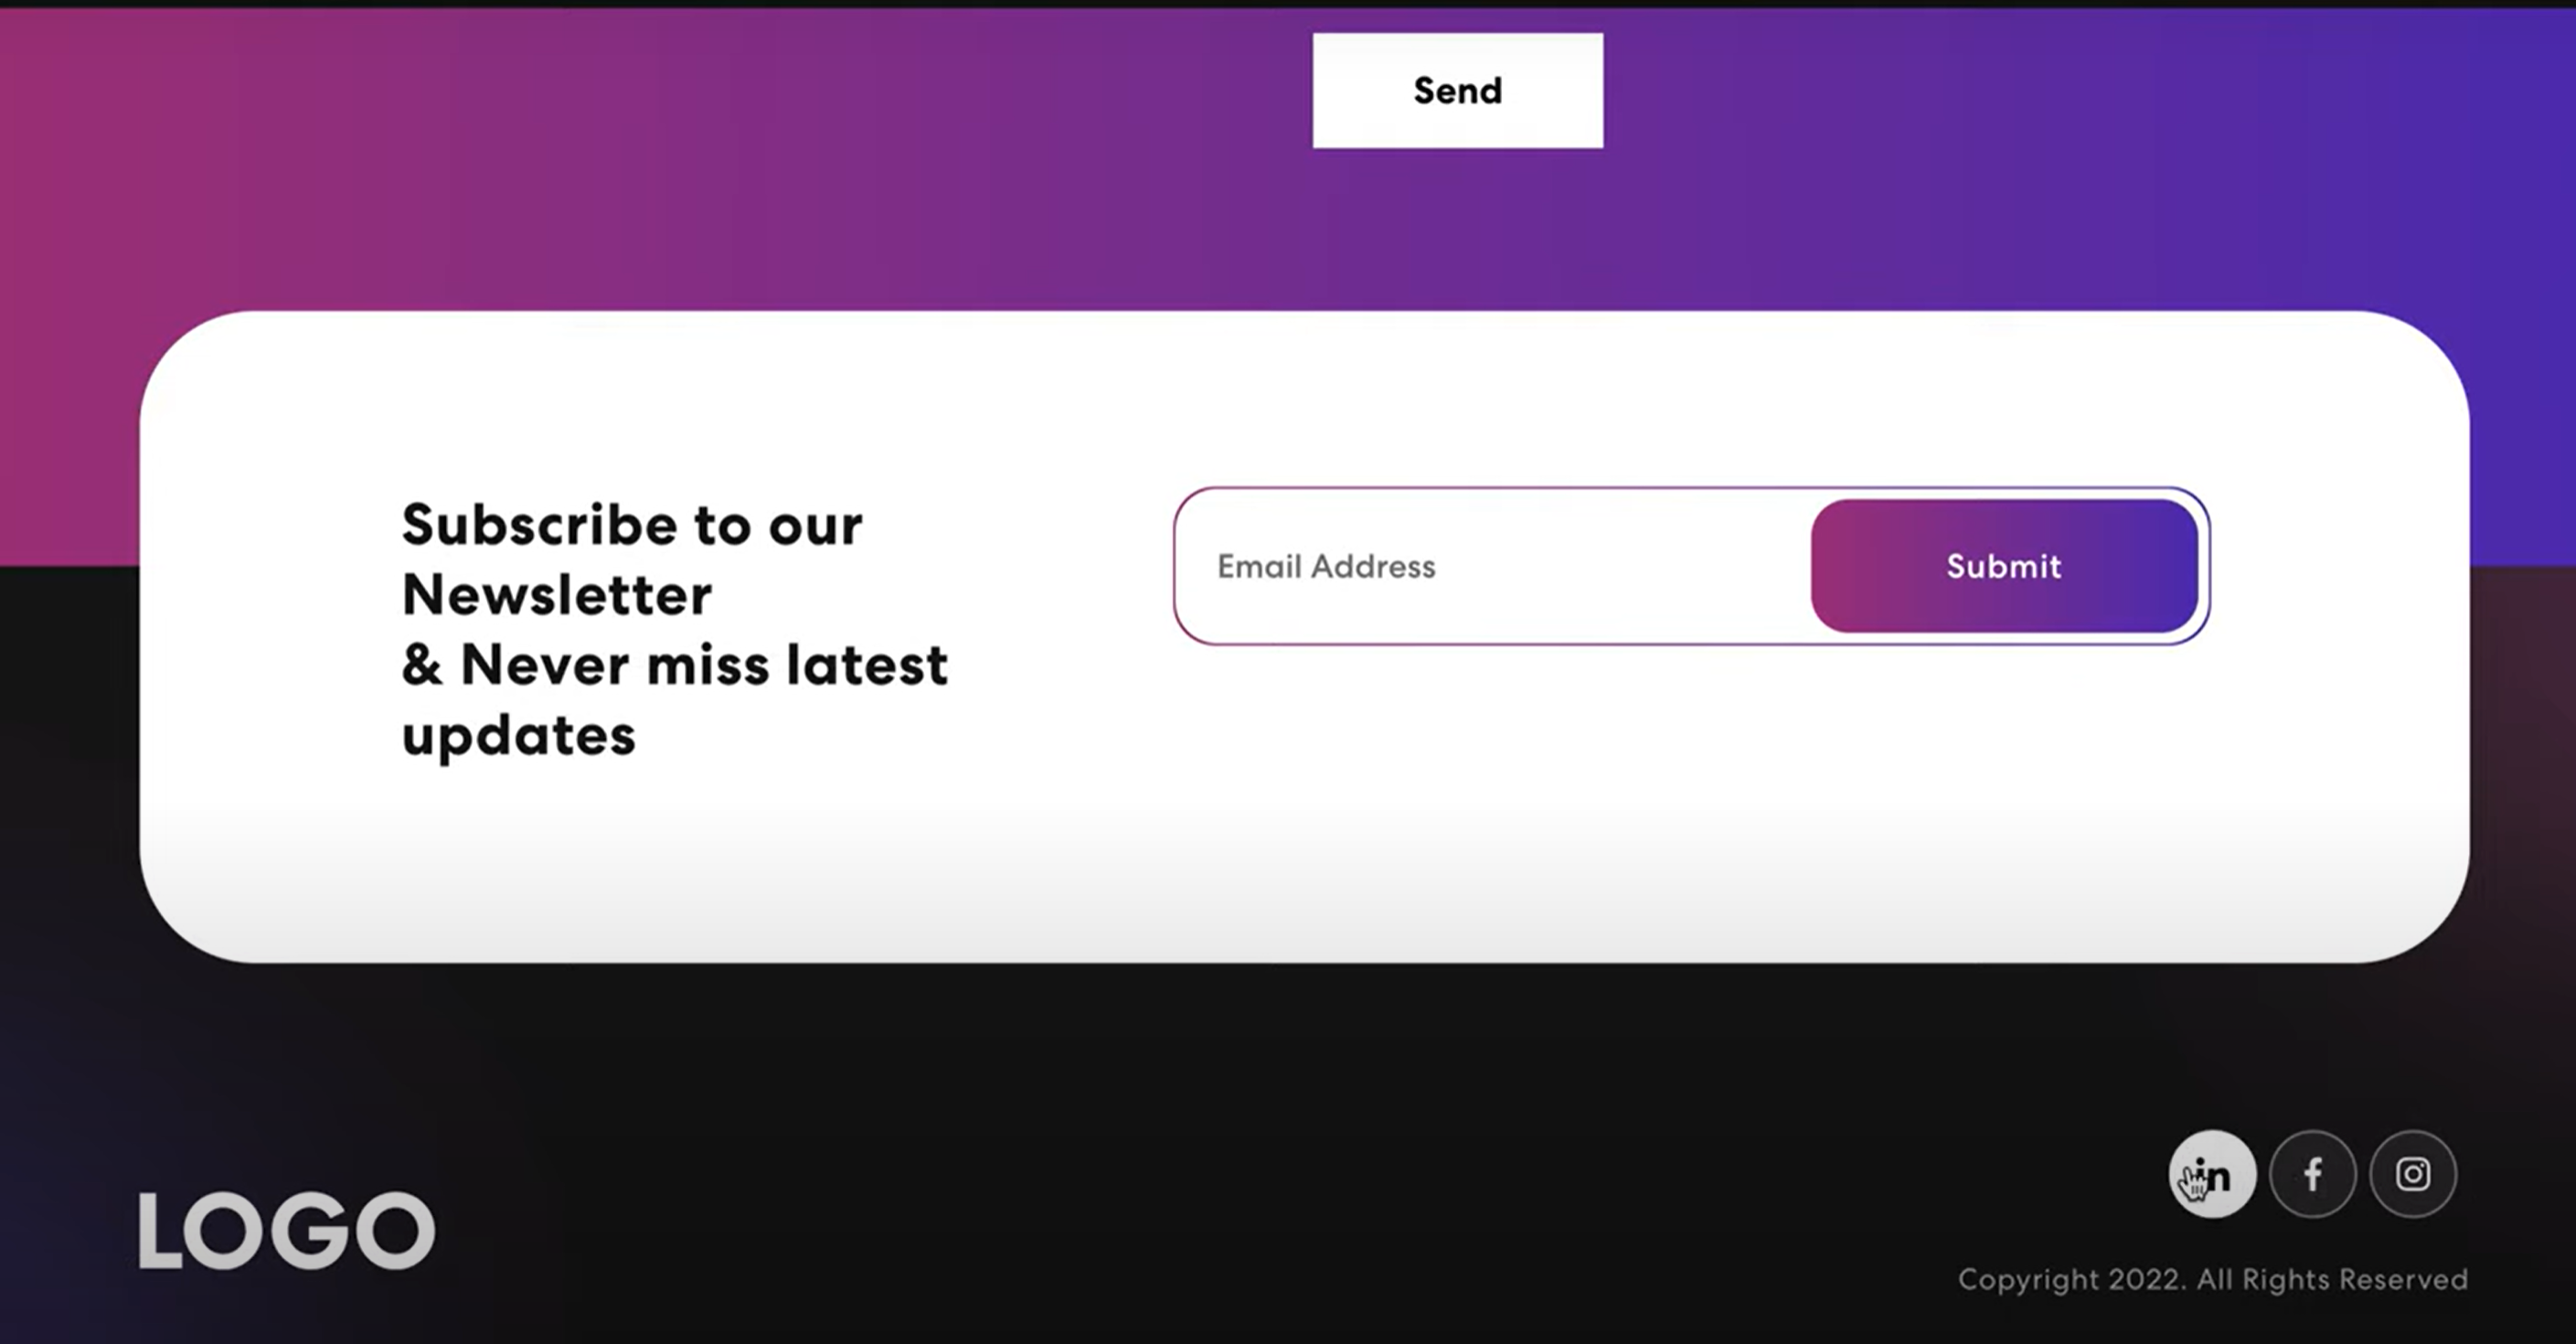 Send
Subscribe to our
Newsletter
& Never miss latest
updates
Email Address
Submit
in
f
LOGO
Copyright 2022. All Rights Reserved